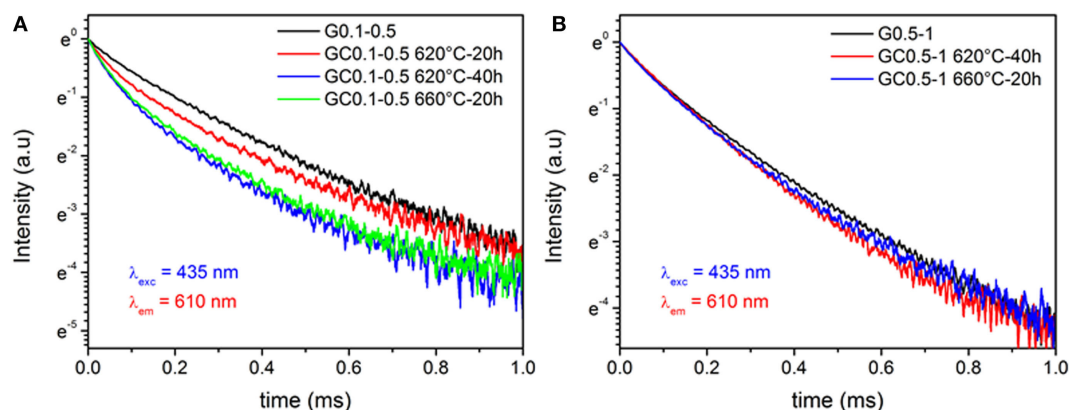 A
G0.1-0.5
GC0.1-0.5 620°C-20h
GC0.1-0.5 620°C-40h
GC0.1-0.5 660°C-20h
e⁰
e⁻¹
e⁻²
e⁻³
e⁻⁴
e⁻⁵
Intensity (a.u)
λexc = 435 nm
λem = 610 nm
0.0 0.2 0.4 0.6 0.8 1.0
time (ms)
B
G0.5-1
GC0.5-1 620°C-40h
GC0.5-1 660°C-20h
e⁰
e⁻¹
e⁻²
e⁻³
e⁻⁴
Intensity (a.u)
λexc = 435 nm
λem = 610 nm
0.0 0.2 0.4 0.6 0.8 1.0
time (ms)